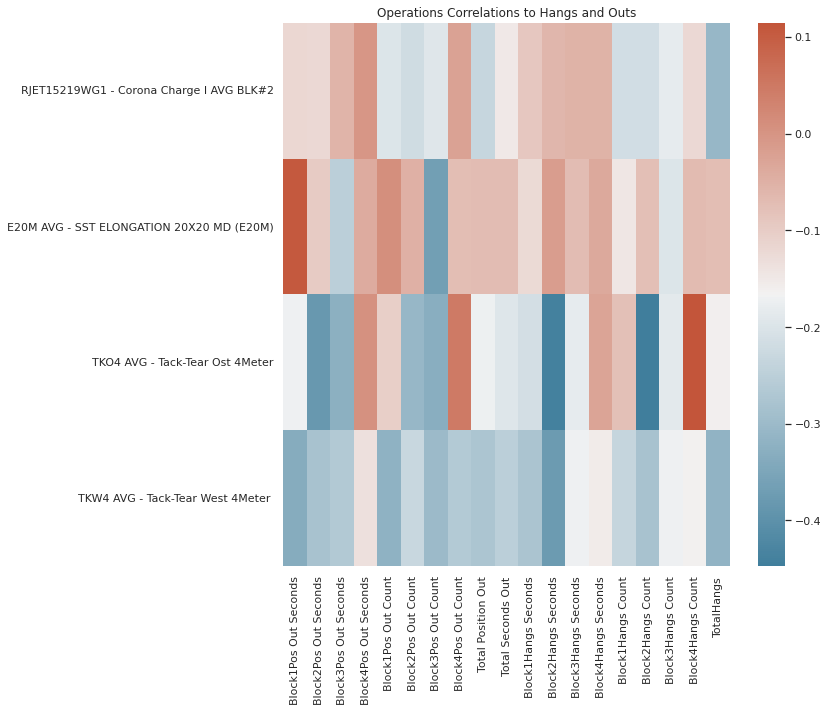 Operations Correlations to Hangs and Outs
RJET15219WG1 - Corona Charge I AVG BLK#2
E20M AVG - SST ELONGATION 20X20 MD (E20M)
TKO4 AVG - Tack-Tear Ost 4Meter
TKW4 AVG - Tack-Tear West 4Meter
Block1Pos Out Seconds
Block2Pos Out Seconds
Block3Pos Out Seconds
Block4Pos Out Seconds
Block1Pos Out Count
Block2Pos Out Count
Block3Pos Out Count
Block4Pos Out Count
Total Position Out
Total Seconds Out
Block1Hangs Seconds
Block2Hangs Seconds
Block3Hangs Seconds
Block4Hangs Seconds
Block1Hangs Count
Block2Hangs Count
Block3Hangs Count
Block4Hangs Count
TotalHangs
0.1
0.0
−0.1
−0.2
−0.3
−0.4